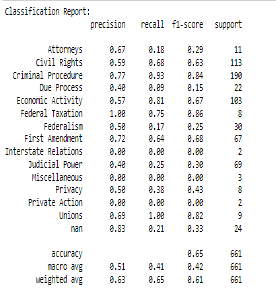 Classification Report:
precision recall f1-score support
Attorneys 0.67 0.18 0.29 11
Civil Rights 0.59 0.68 0.63 113
Criminal Procedure 0.77 0.93 0.84 190
Due Process 0.40 0.09 0.15 22
Economic Activity 0.57 0.81 0.67 103
Federal Taxation 1.00 0.75 0.86 8
Federalism 0.50 0.17 0.25 30
First Amendment 0.72 0.64 0.68 67
Interstate Relations 0.00 0.00 0.00 2
Judicial Power 0.40 0.25 0.30 69
Miscellaneous 0.00 0.00 0.00 3
Privacy 0.50 0.38 0.43 8
Private Action 0.00 0.00 0.00 2
Unions 0.69 1.00 0.82 9
nan 0.83 0.21 0.33 24
accuracy 0.65 661
macro avg 0.51 0.41 0.42 661
weighted avg 0.63 0.65 0.61 661